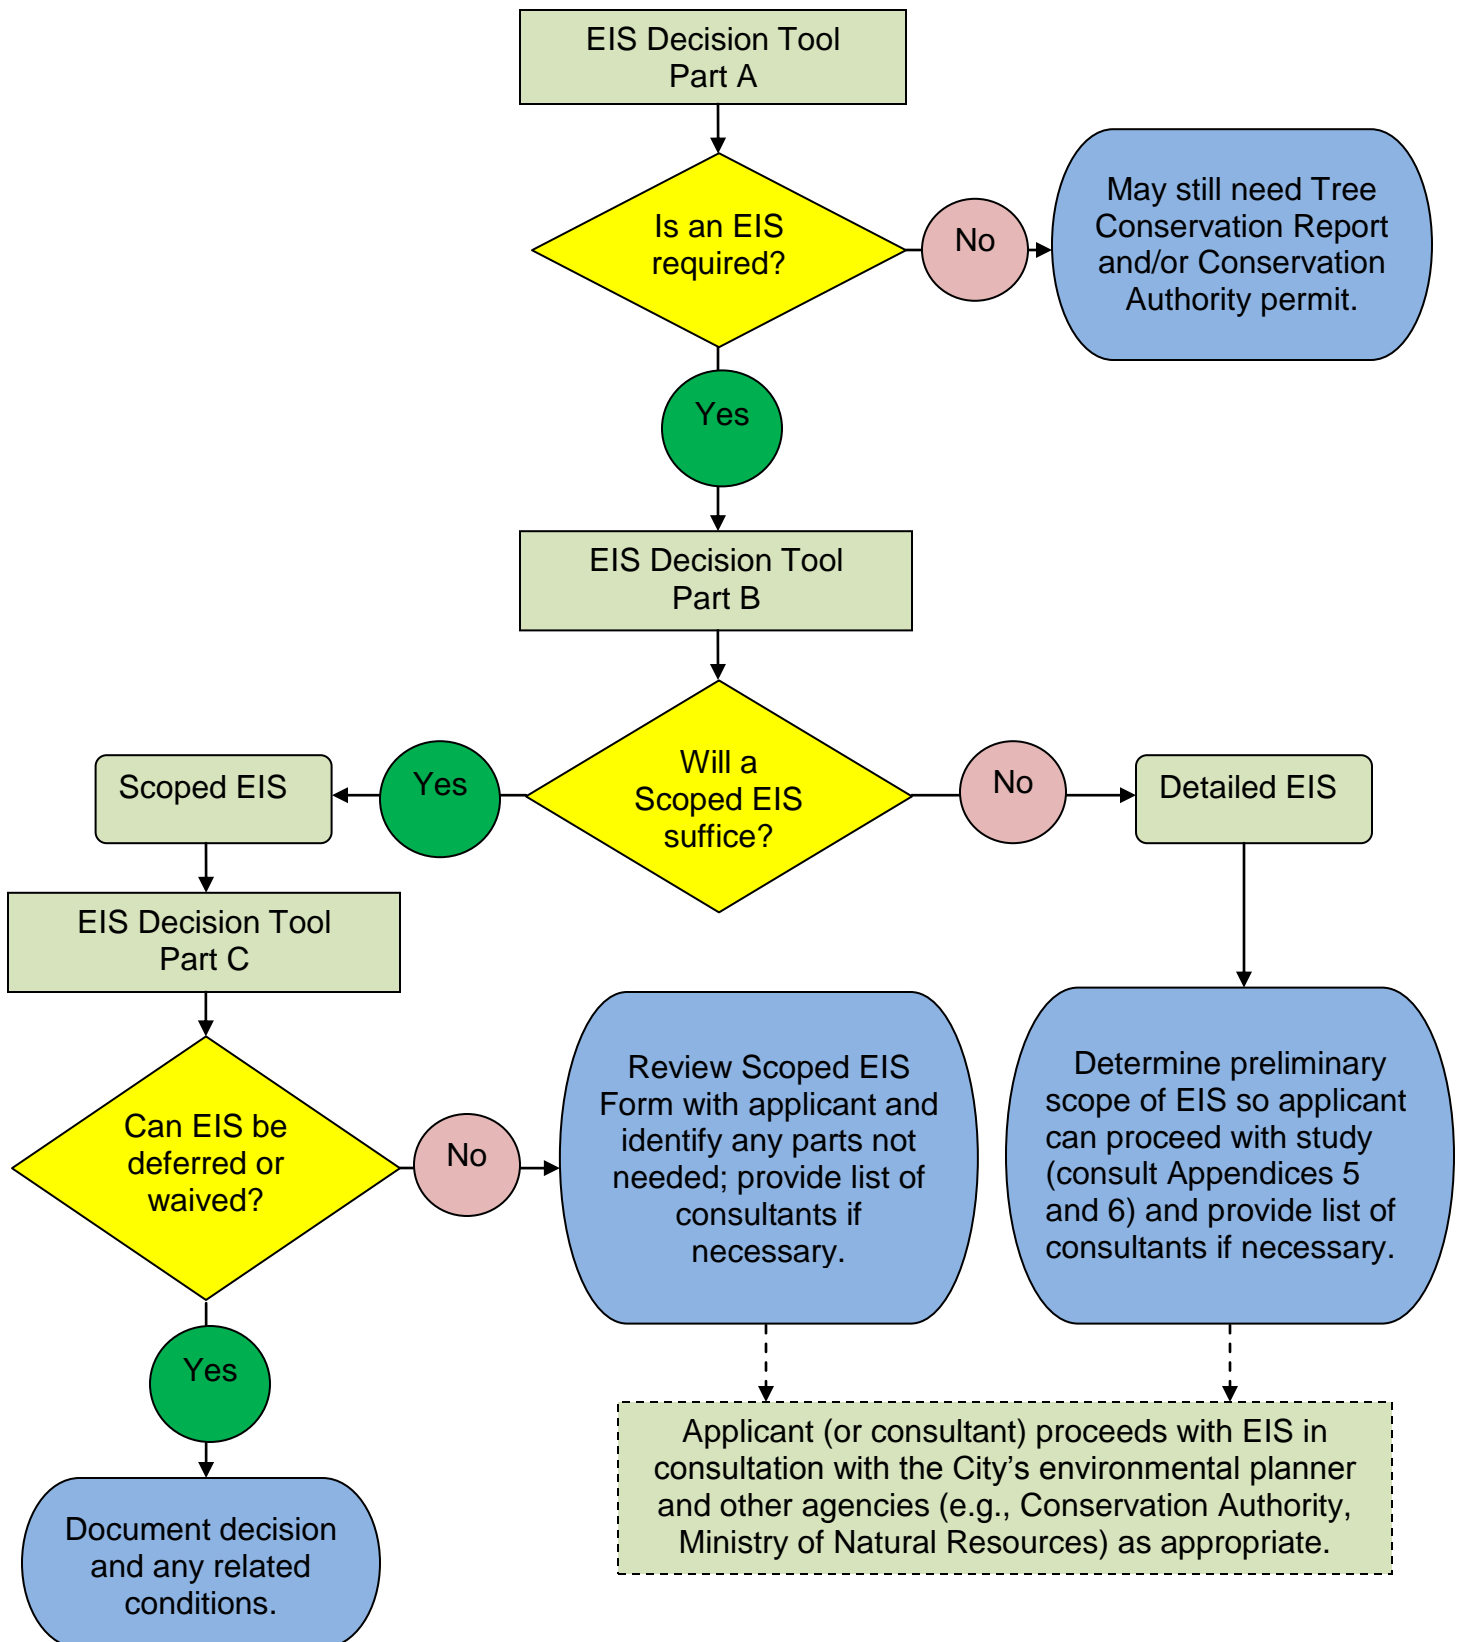 EIS Decision Tool
Part A
Is an EIS
required?
No
May still need Tree
Conservation Report
and/or Conservation
Authority permit.
Yes
EIS Decision Tool
Part B
Will a
Scoped EIS
suffice?
Yes
Scoped EIS
No
Detailed EIS
EIS Decision Tool
Part C
Can EIS be
deferred or
waived?
No
Review Scoped EIS
Form with applicant and
identify any parts not
needed; provide list of
consultants if
necessary.
Determine preliminary
scope of EIS so applicant
can proceed with study
(consult Appendices 5
and 6) and provide list of
consultants if necessary.
Yes
Document decision
and any related
conditions.
Applicant (or consultant) proceeds with EIS in
consultation with the City’s environmental planner
and other agencies (e.g., Conservation Authority,
Ministry of Natural Resources) as appropriate.